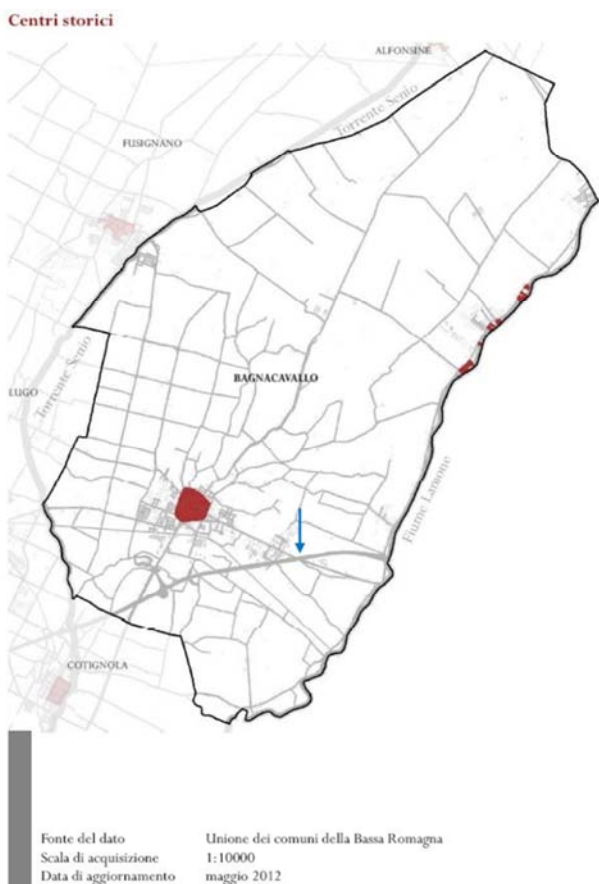 Centri storici
ALFONSINE
Torrente Senio
FUSIGNANO
BAGNACAVALLO
LUGO
Torrente Senio
Fiume Lamone
COTIGNOLA
Fonte del dato Unione dei comuni della Bassa Romagna
Scala di acquisizione 1:10000
Data di aggiornamento maggio 2012